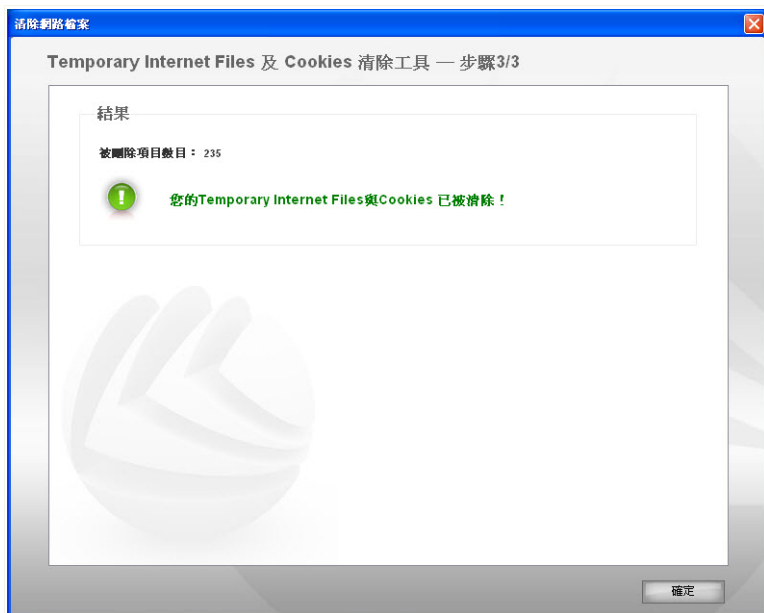 清除網路檔案
Temporary Internet Files 及 Cookies 清除工具 — 步驟3/3
結果
被刪除項目數目： 235
您的Temporary Internet Files與Cookies 已被清除！
確定